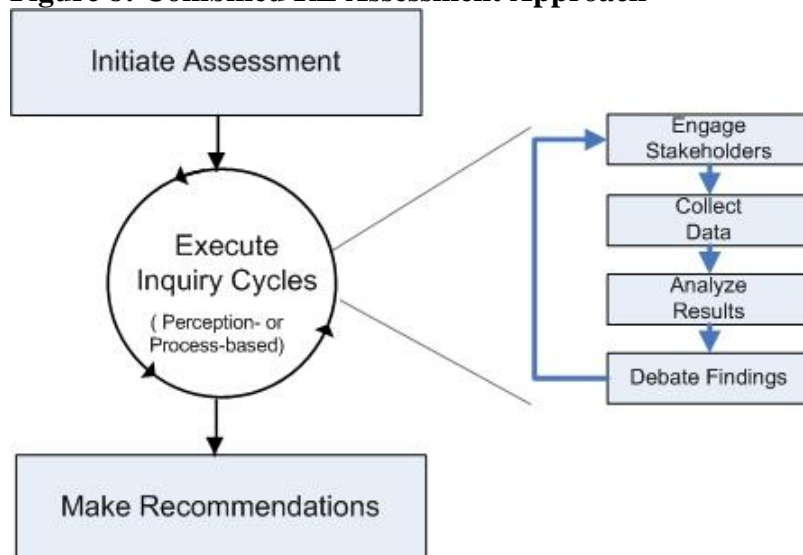 Initiate Assessment
Execute
Inquiry Cycles
( Perception- or
Process-based)
Make Recommendations
Engage
Stakeholders
Collect
Data
Analyze
Results
Debate Findings